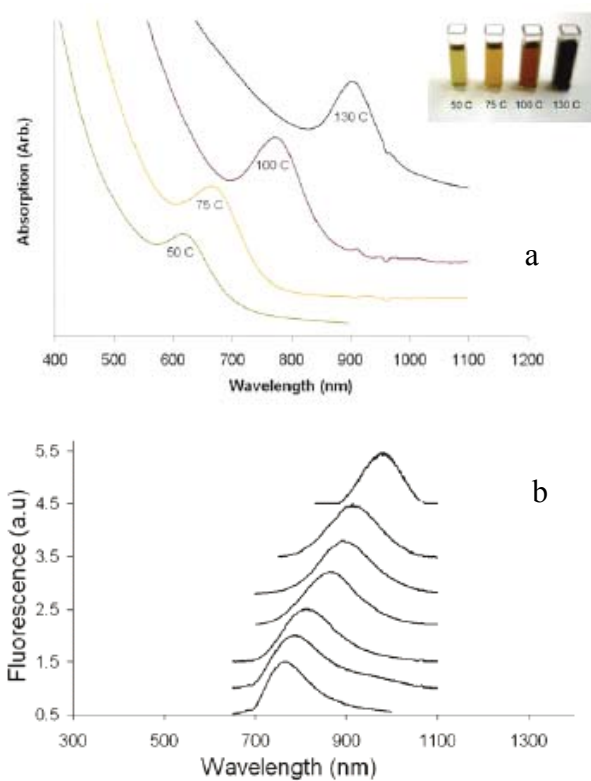 Absorption (Arb.)
130 C
100 C
75 C
50 C
50 C 75 C 100 C 130 C
a
400 500 600 700 800 900 1000 1100 1200
Wavelength (nm)
b
Fluorescence (a.u)
5.5
4.5
3.5
2.5
1.5
0.5
300 500 700 900 1100 1300
Wavelength (nm)